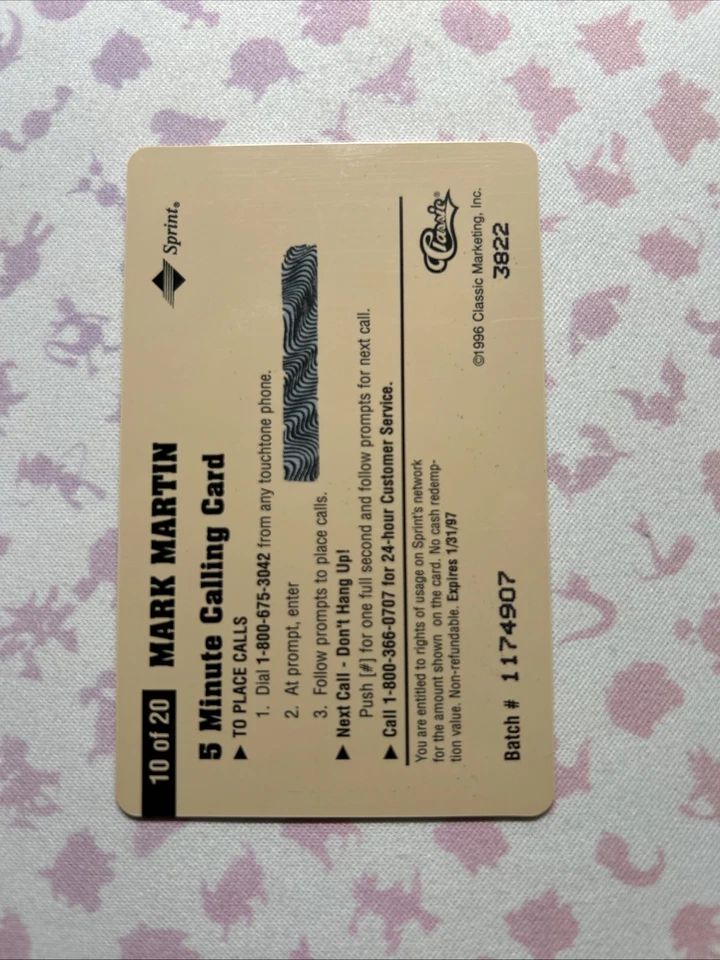 10 of 20 MARK MARTIN
Sprint®
5 Minute Calling Card
▶ TO PLACE CALLS
1. Dial 1-800-675-3042 from any touchtone phone.
2. At prompt, enter
3. Follow prompts to place calls.
▶ Next Call - Don't Hang Up!
Push [#] for one full second and follow prompts for next call.
▶ Call 1-800-366-0707 for 24-hour Customer Service.
You are entitled to rights of usage on Sprint's network
for the amount shown on the card. No cash redemp-
tion value. Non-refundable. Expires 1/31/97
Classic®
©1996 Classic Marketing, Inc.
Batch # 1174907
3822